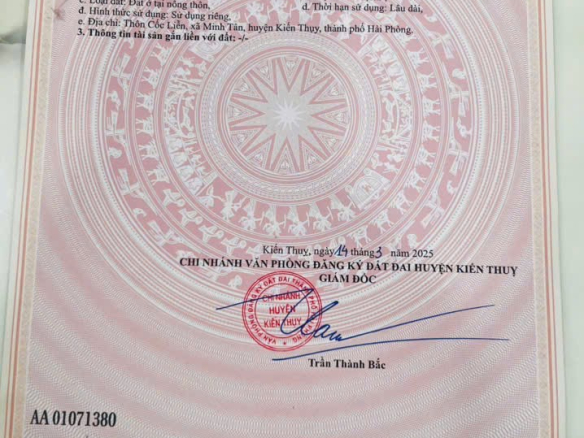 c. Loại đất: Đất ở tại nông thôn,
d. Thời hạn sử dụng: Lâu dài,
đ. Hình thức sử dụng: Sử dụng riêng,
e. Địa chỉ: Thôn Cốc Liễn, xã Minh Tân, huyện Kiến Thụy, thành phố Hải Phòng.
3. Thông tin tài sản gắn liền với đất: -/-
Kiến Thuỵ, ngày 14 tháng 3 năm 2025
CHI NHÁNH VĂN PHÒNG ĐĂNG KÝ ĐẤT ĐAI HUYỆN KIẾN THUỴ
GIÁM ĐỐC
CHI NHÁNH
HUYỆN
KIẾN THUỴ
Trần Thành Bắc
AA 01071380